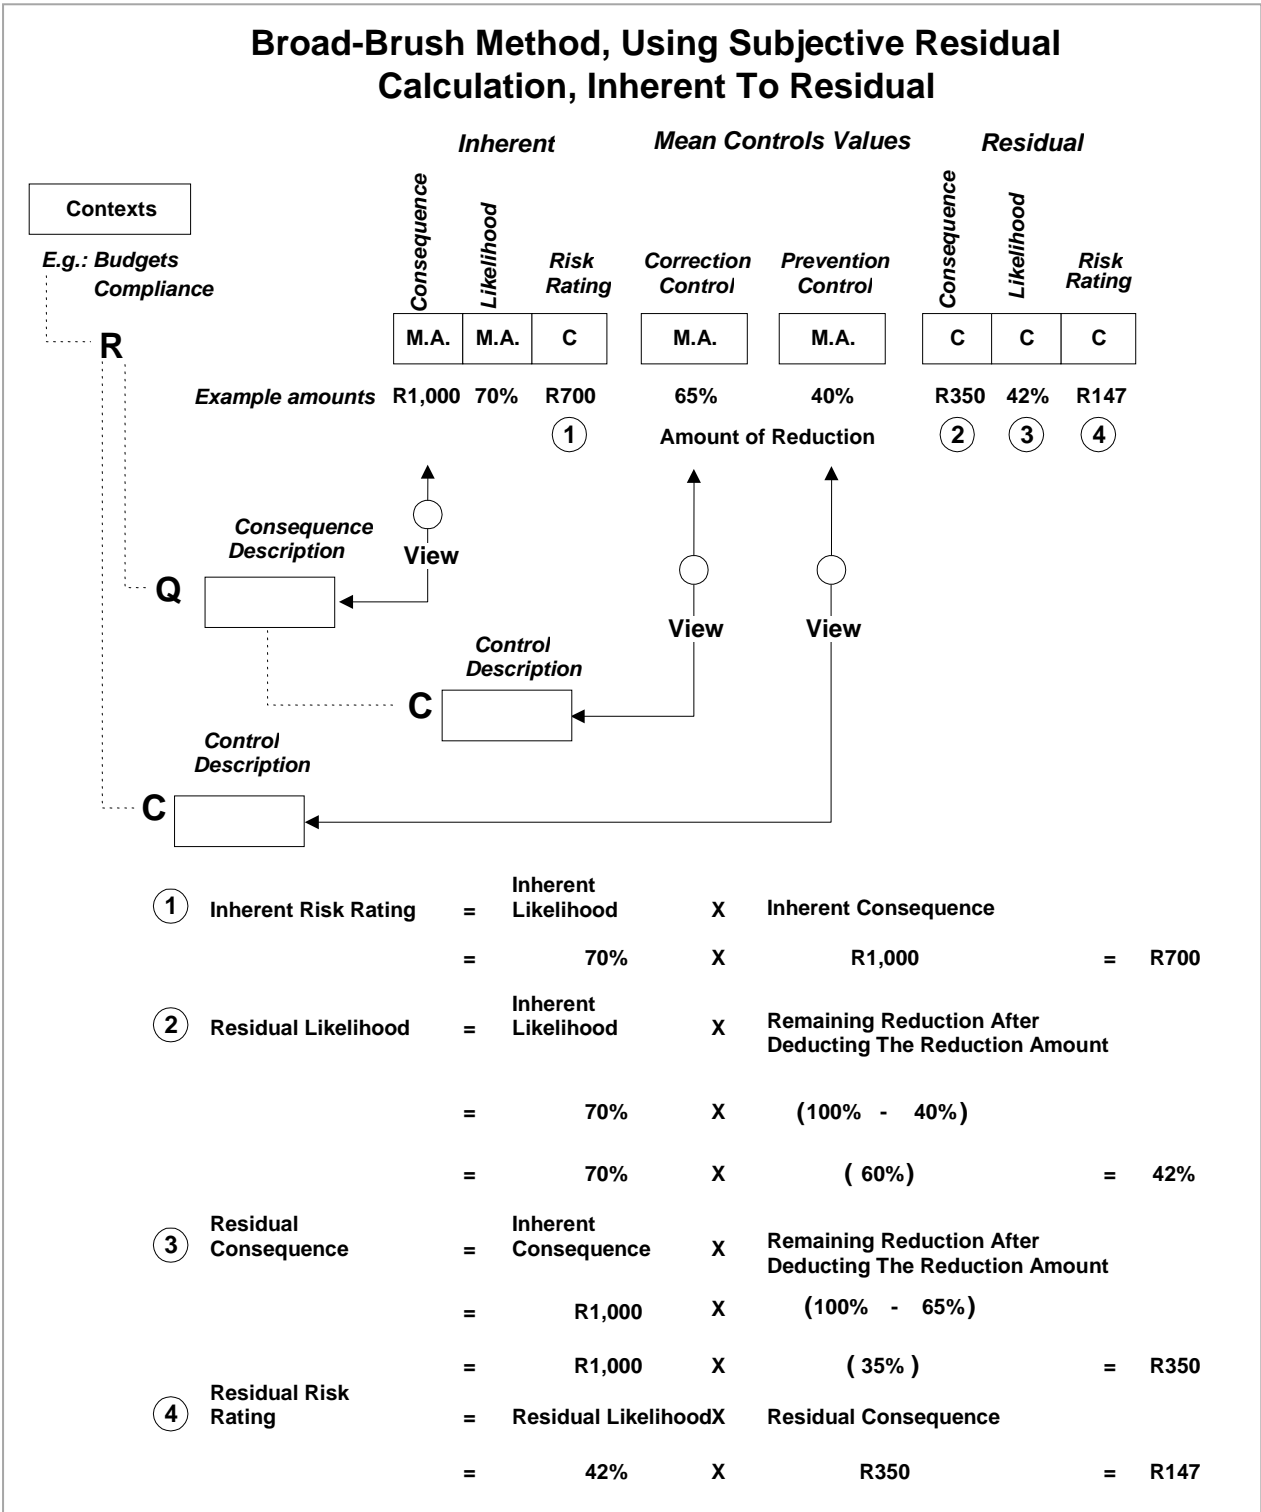 Broad-Brush Method, Using Subjective Residual
Calculation, Inherent To Residual
Inherent Mean Controls Values Residual
Contexts
E.g.: Budgets
Compliance
Consequence Likelihood Risk Rating Correction Control Prevention Control Consequence Likelihood Risk Rating
R
M.A. M.A. C M.A. M.A. C C C
Example amounts R1,000 70% R700 65% 40% R350 42% R147
1 Amount of Reduction 2 3 4
Consequence
Description
View
Q
View View
Control
Description
C
Control
Description
C
1 Inherent Risk Rating = Inherent Likelihood X Inherent Consequence
= 70% X R1,000 = R700
2 Residual Likelihood = Inherent Likelihood X Remaining Reduction After
Deducting The Reduction Amount
= 70% X (100% - 40%)
= 70% X ( 60%) = 42%
3 Residual Consequence = Inherent Consequence X Remaining Reduction After
Deducting The Reduction Amount
= R1,000 X (100% - 65%)
= R1,000 X ( 35% ) = R350
4 Residual Risk Rating = Residual Likelihood X Residual Consequence
= 42% X R350 = R147